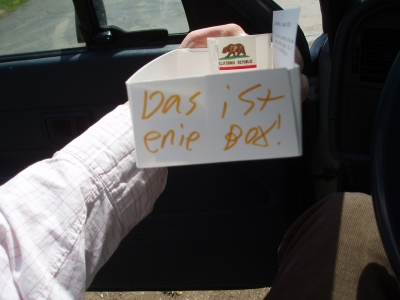 CALIFORNIA REPUBLIC
Das ist
enie Box!